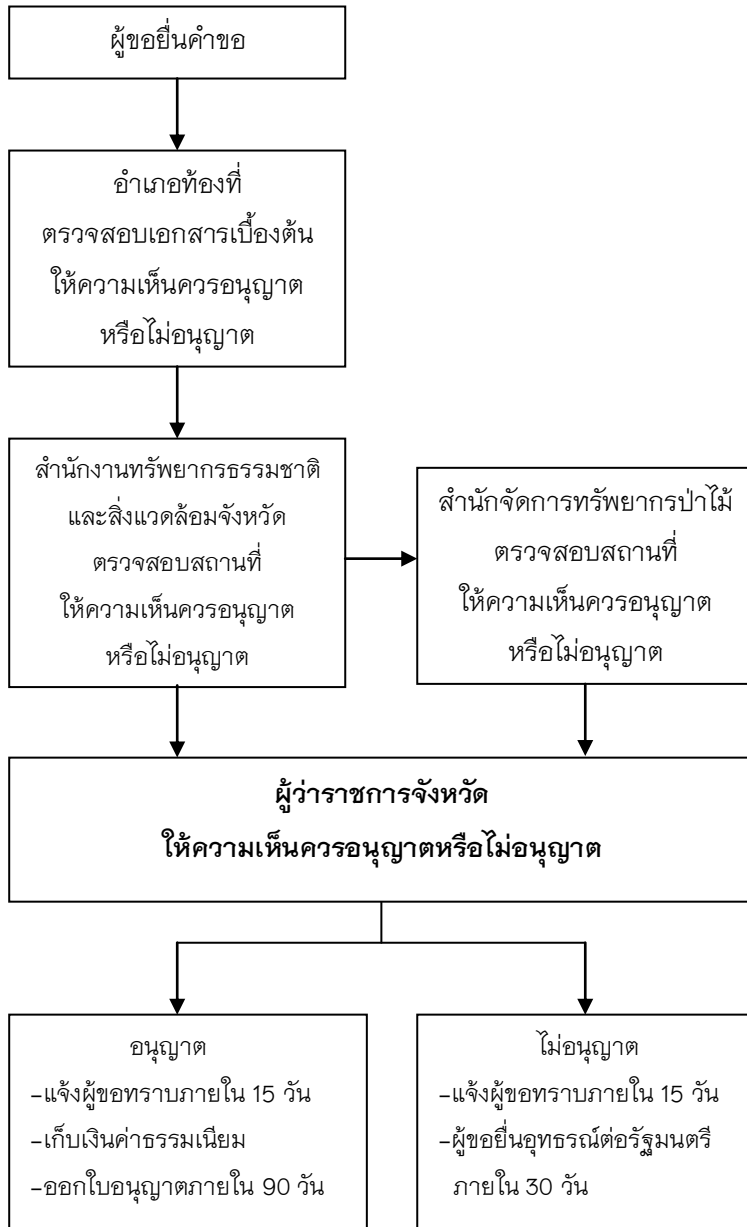 ผู้ขอยื่นคำขอ
อำเภอท้องที่
ตรวจสอบเอกสารเบื้องต้น
ให้ความเห็นควรอนุญาต
หรือไม่อนุญาต
สำนักงานทรัพยากรธรรมชาติ
และสิ่งแวดล้อมจังหวัด
ตรวจสอบสถานที่
ให้ความเห็นควรอนุญาต
หรือไม่อนุญาต
สำนักจัดการทรัพยากรป่าไม้
ตรวจสอบสถานที่
ให้ความเห็นควรอนุญาต
หรือไม่อนุญาต
ผู้ว่าราชการจังหวัด
ให้ความเห็นควรอนุญาตหรือไม่อนุญาต
อนุญาต
-แจ้งผู้ขอทราบภายใน 15 วัน
-เก็บเงินค่าธรรมเนียม
-ออกใบอนุญาตภายใน 90 วัน
ไม่อนุญาต
-แจ้งผู้ขอทราบภายใน 15 วัน
-ผู้ขอยื่นอุทธรณ์ต่อรัฐมนตรี
ภายใน 30 วัน